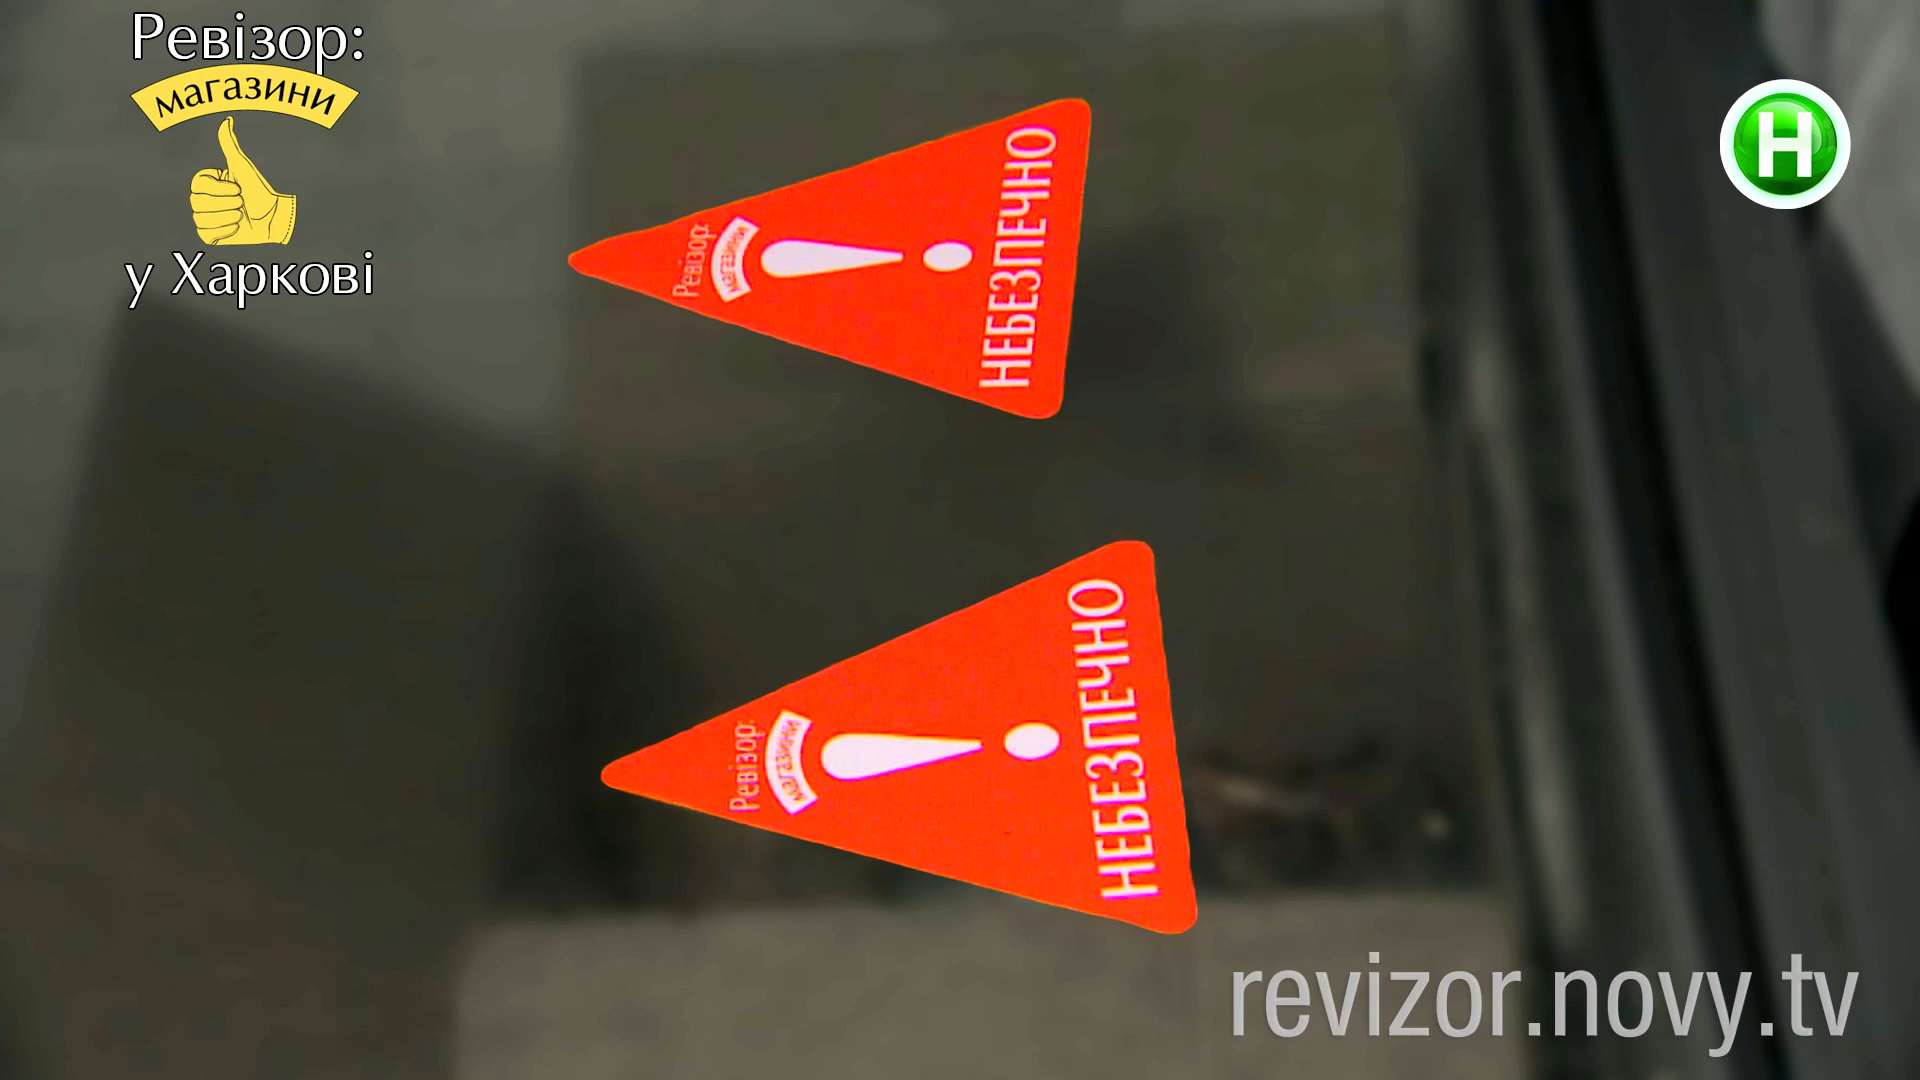 Ревізор:
магазини
у Харкові
Н
Ревізор:
магазини
!
НЕБЕЗПЕЧНО
Ревізор:
магазини
!
НЕБЕЗПЕЧНО
revizor.novy.tv